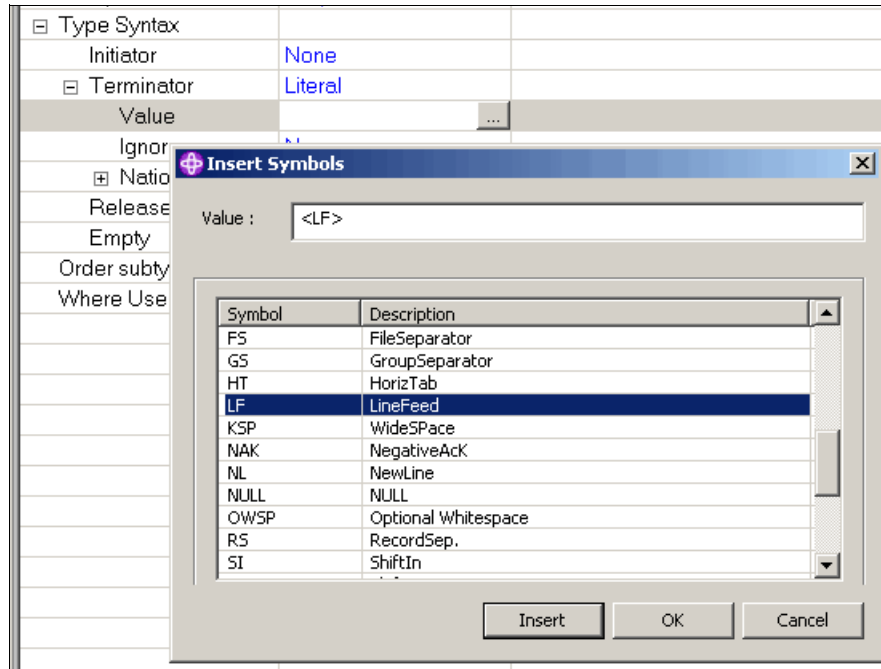 Type Syntax
Initiator None
Terminator Literal
Value ...
Ignor
Natio
Release
Empty
Order subty
Where Use
Insert Symbols
Value : <LF>
Symbol Description
FS FileSeparator
GS GroupSeparator
HT HorizTab
LF LineFeed
KSP WideSPace
NAK NegativeAcK
NL NewLine
NULL NULL
OWSP Optional Whitespace
RS RecordSep.
SI ShiftIn
Insert OK Cancel